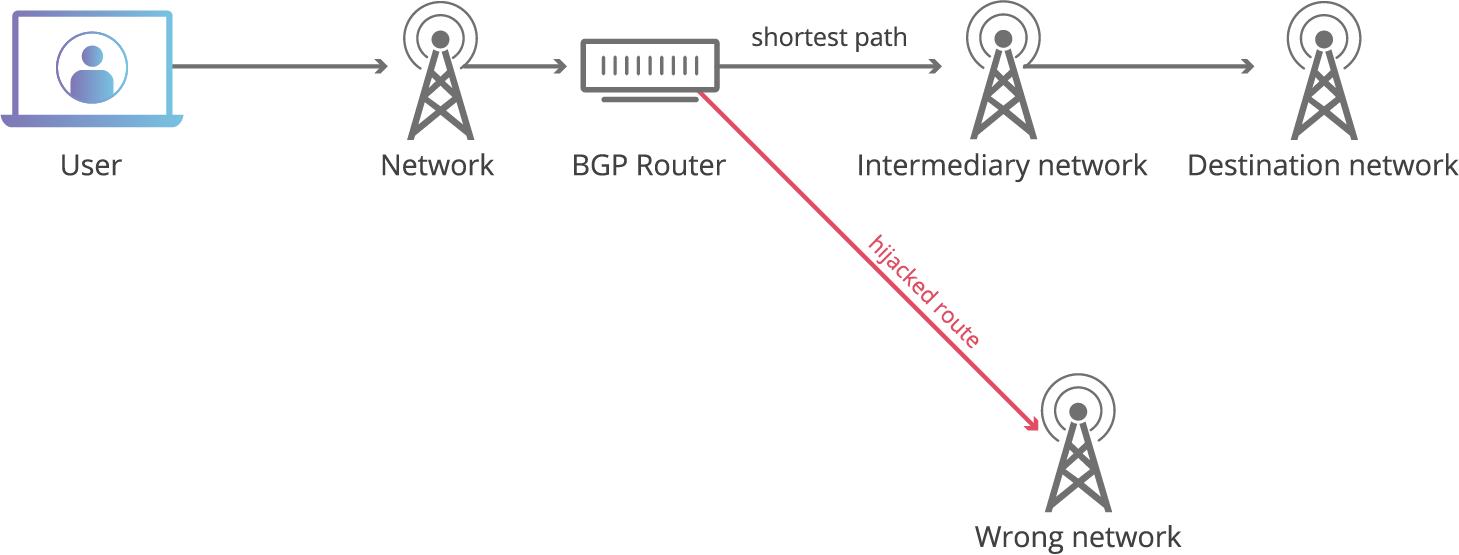 shortest path
User
Network
BGP Router
Intermediary network
Destination network
hijacked route
Wrong network